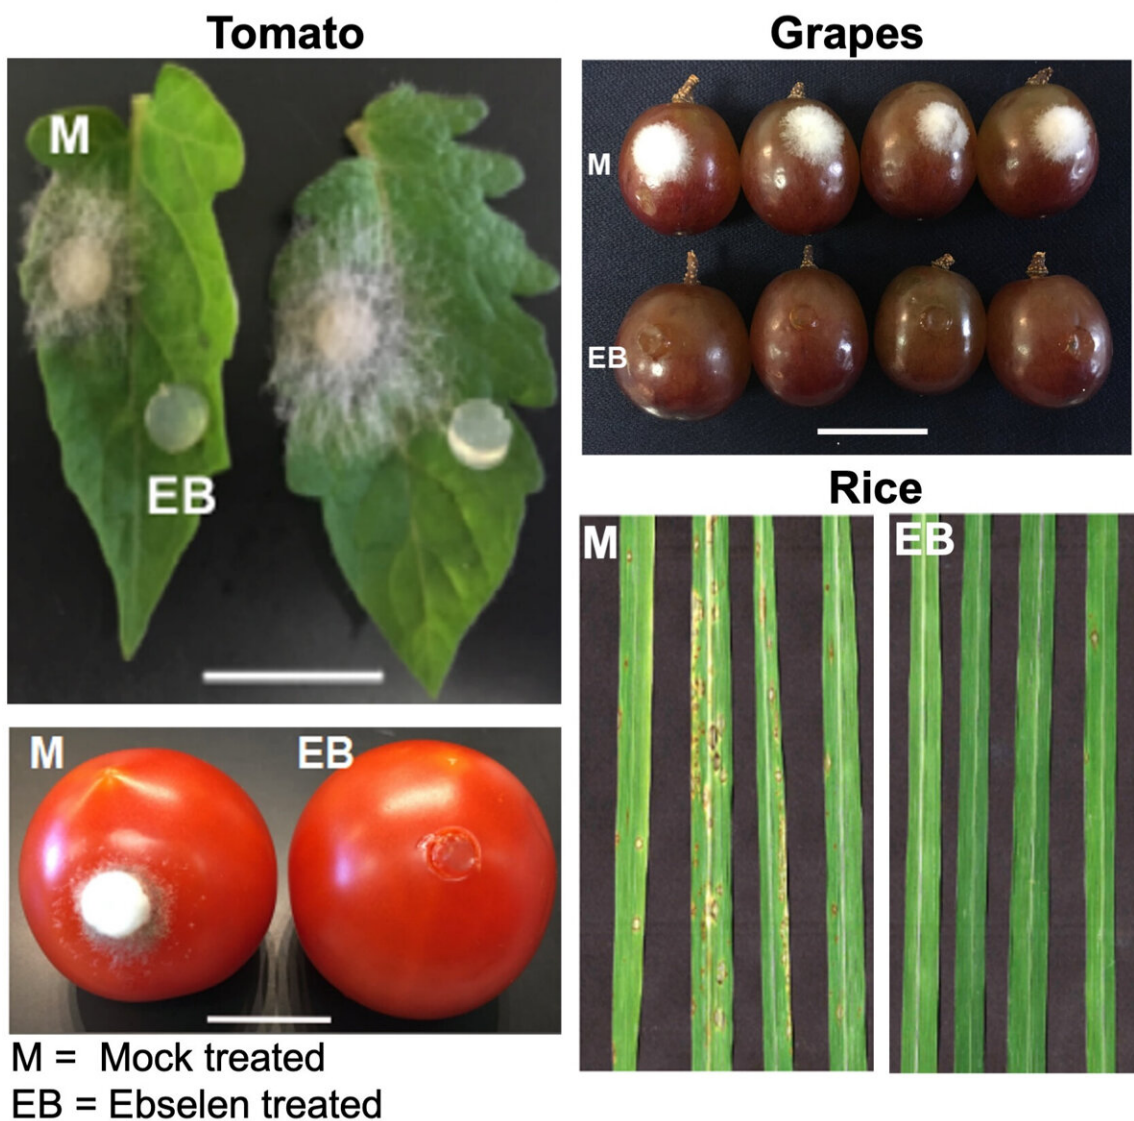 Tomato
M
EB
Grapes
M
EB
Rice
M
EB
M
EB
M = Mock treated
EB = Ebselen treated